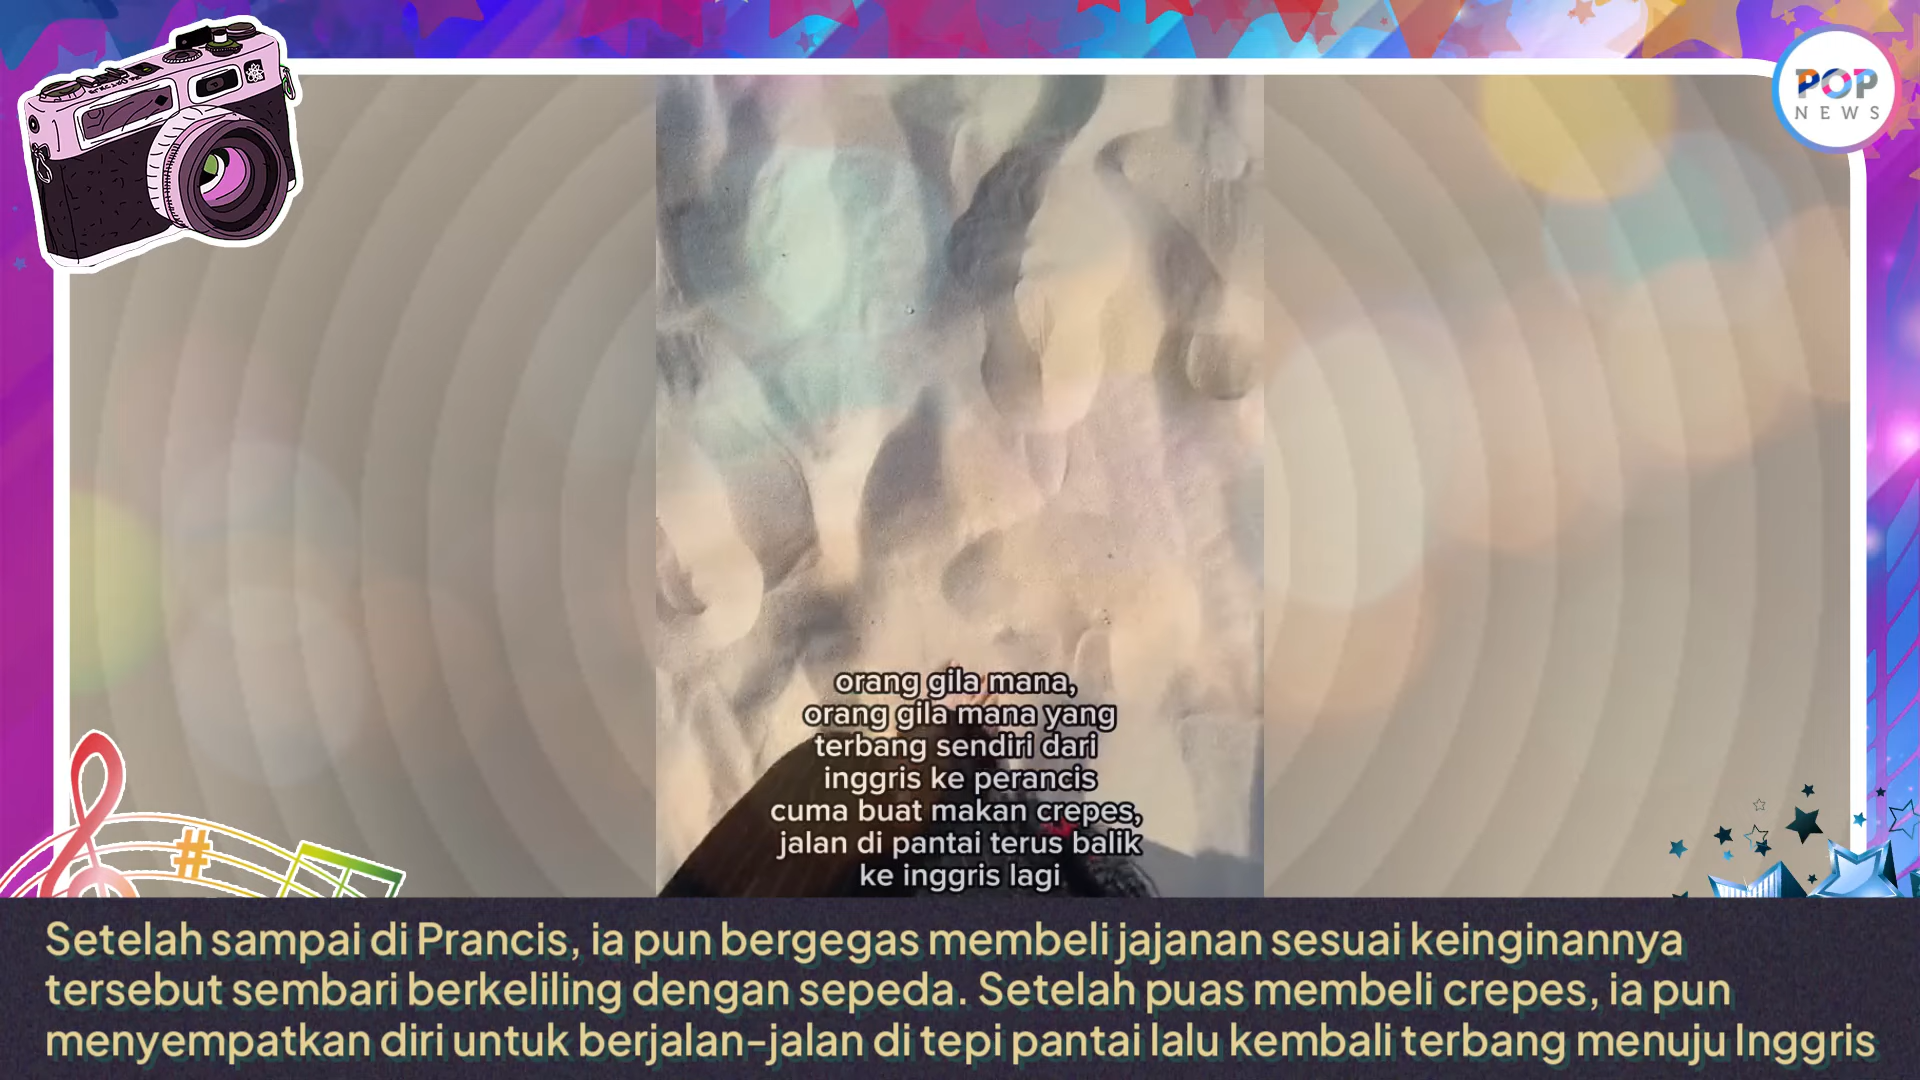 POP
NEWS
orang gila mana,
orang gila mana yang
terbang sendiri dari
inggris ke perancis
cuma buat makan crepes,
jalan di pantai terus balik
ke inggris lagi
Setelah sampai di Prancis, ia pun bergegas membeli jajanan sesuai keinginannya
tersebut sembari berkeliling dengan sepeda. Setelah puas membeli crepes, ia pun
menyempatkan diri untuk berjalan-jalan di tepi pantai lalu kembali terbang menuju Inggris